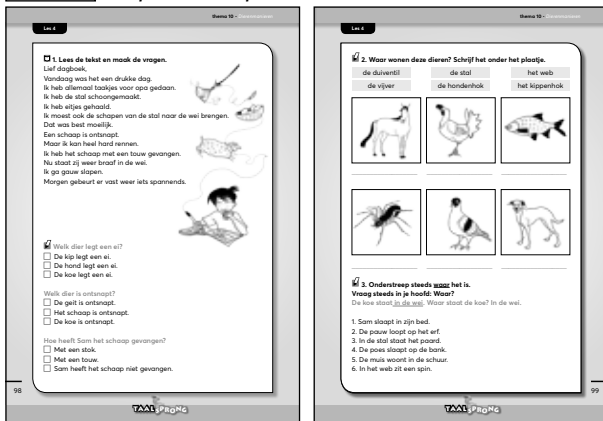 thema 10 - Dierenmanieren
Les 4
1. Lees de tekst en maak de vragen.
Lief dagboek,
Vandaag was het een drukke dag.
Ik heb allemaal taakjes voor opa gedaan.
Ik heb de stal schoongemaakt.
Ik heb eitjes gehaald.
Ik moest ook de schapen van de stal naar de wei brengen.
Dat was best moeilijk.
Een schaap is ontsnapt.
Maar ik kan heel hard rennen.
Ik heb het schaap met een touw gevangen.
Nu staat zij weer braaf in de wei.
Ik ga gauw slapen.
Morgen gebeurt er vast weer iets spannends.
Welk dier legt een ei?
De kip legt een ei.
De hond legt een ei.
De koe legt een ei.
Welk dier is ontsnapt?
De geit is ontsnapt.
Het schaap is ontsnapt.
De koe is ontsnapt.
Hoe heeft Sam het schaap gevangen?
Met een stok.
Met een touw.
Sam heeft het schaap niet gevangen.
98
TAALSPRONG
thema 10 - Dierenmanieren
Les 4
2. Waar wonen deze dieren? Schrijf het onder het plaatje.
de duiventil de stal het web
de vijver de hondenhok het kippenhok
3. Onderstreep steeds waar het is.
Vraag steeds in je hoofd: Waar?
De koe staat in de wei. Waar staat de koe? In de wei.
1. Sam slaapt in zijn bed.
2. De pauw loopt op het erf.
3. In de stal staat het paard.
4. De poes slaapt op de bank.
5. De muis woont in de schuur.
6. In het web zit een spin.
99
TAALSPRONG